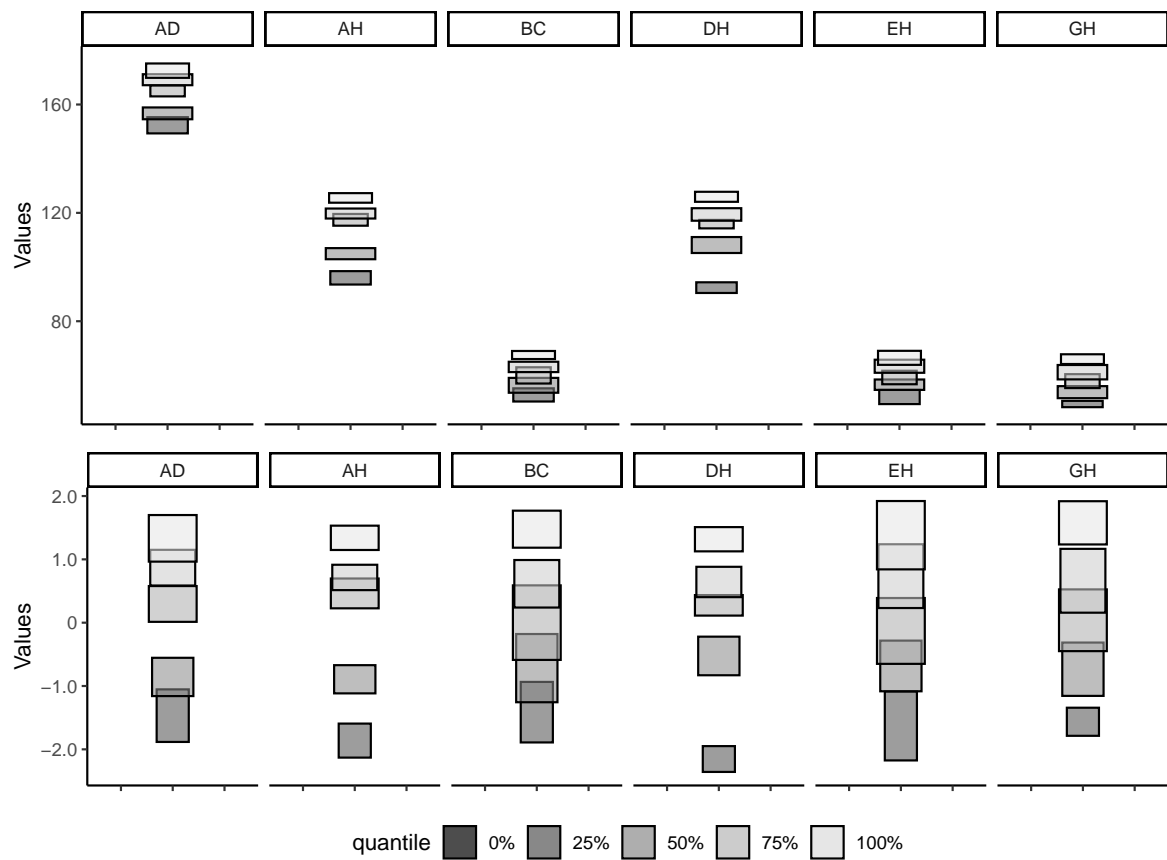 AD AH BC DH EH GH
160
120
80
Values
AD AH BC DH EH GH
2.0
1.0
0
−1.0
−2.0
Values
quantile 0% 25% 50% 75% 100%